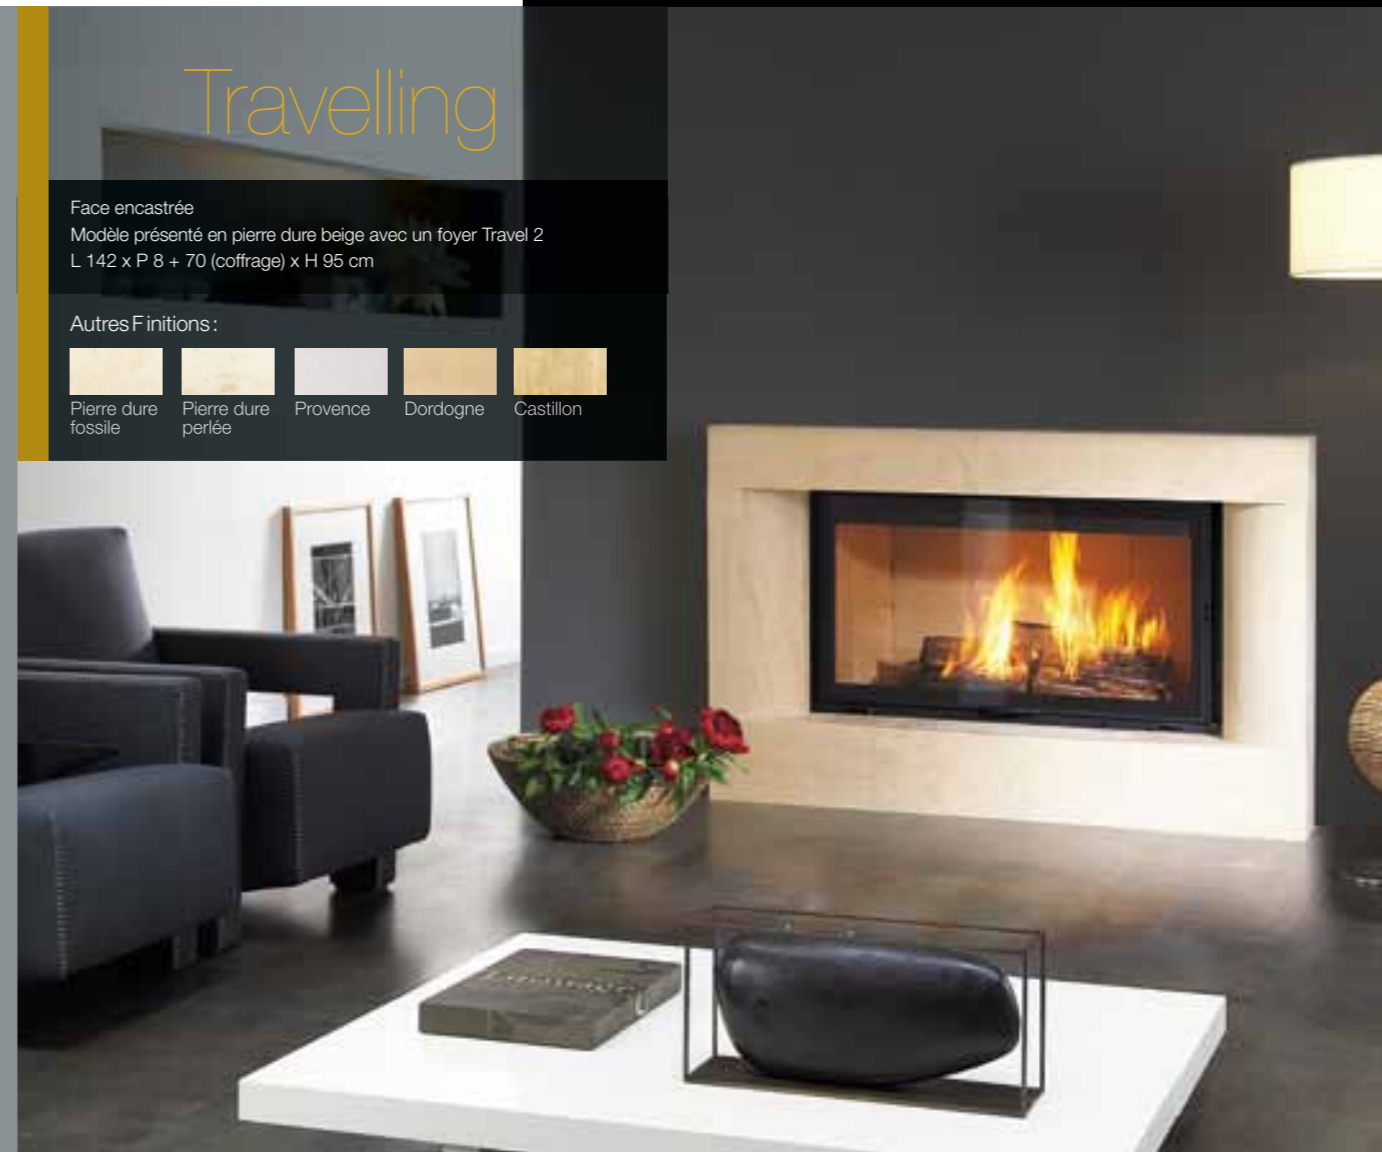 Travelling
Face encastrée
Modèle présenté en pierre dure beige avec un foyer Travel 2
L 142 x P 8 + 70 (coffrage) x H 95 cm
Autres Finitions :
Pierre dure fossile
Pierre dure perlée
Provence
Dordogne
Castillon